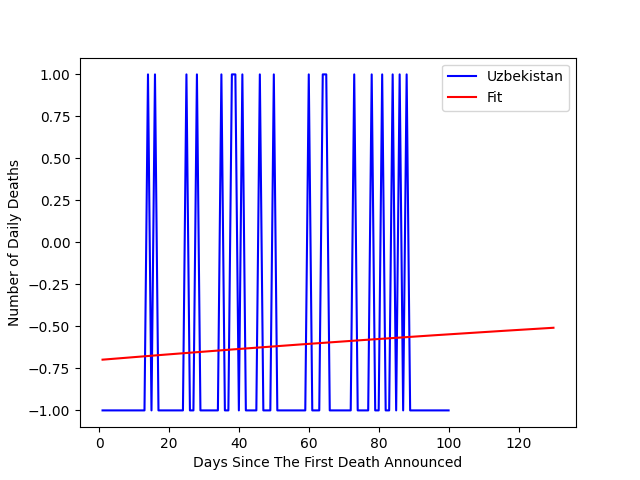 Uzbekistan
Fit
1.00
0.75
0.50
0.25
0.00
−0.25
−0.50
−0.75
−1.00
Number of Daily Deaths
0 20 40 60 80 100 120
Days Since The First Death Announced